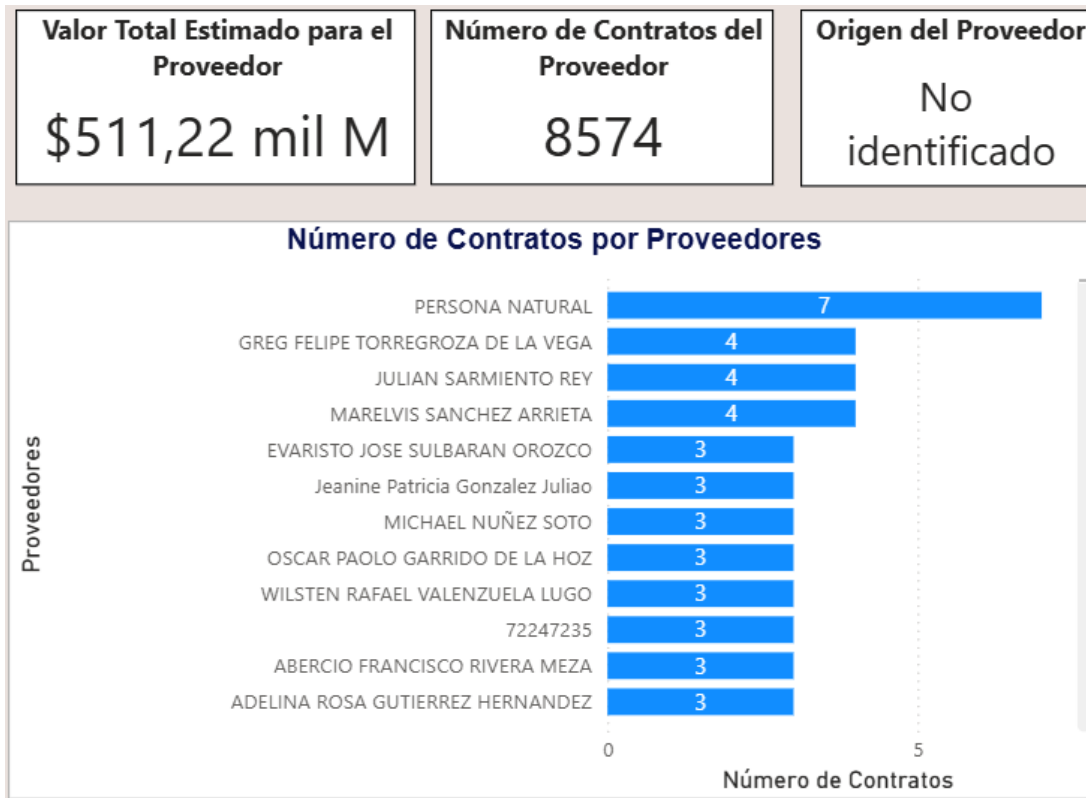 Valor Total Estimado para el
Proveedor
$511,22 mil M
Número de Contratos del
Proveedor
8574
Origen del Proveedor
No
identificado
Número de Contratos por Proveedores
Proveedores
PERSONA NATURAL 7
GREG FELIPE TORREGROZA DE LA VEGA 4
JULIAN SARMIENTO REY 4
MARELVIS SANCHEZ ARRIETA 4
EVARISTO JOSE SULBARAN OROZCO 3
Jeanine Patricia Gonzalez Juliao 3
MICHAEL NUÑEZ SOTO 3
OSCAR PAOLO GARRIDO DE LA HOZ 3
WILSTEN RAFAEL VALENZUELA LUGO 3
72247235 3
ABERCIO FRANCISCO RIVERA MEZA 3
ADELINA ROSA GUTIERREZ HERNANDEZ 3
0 5
Número de Contratos